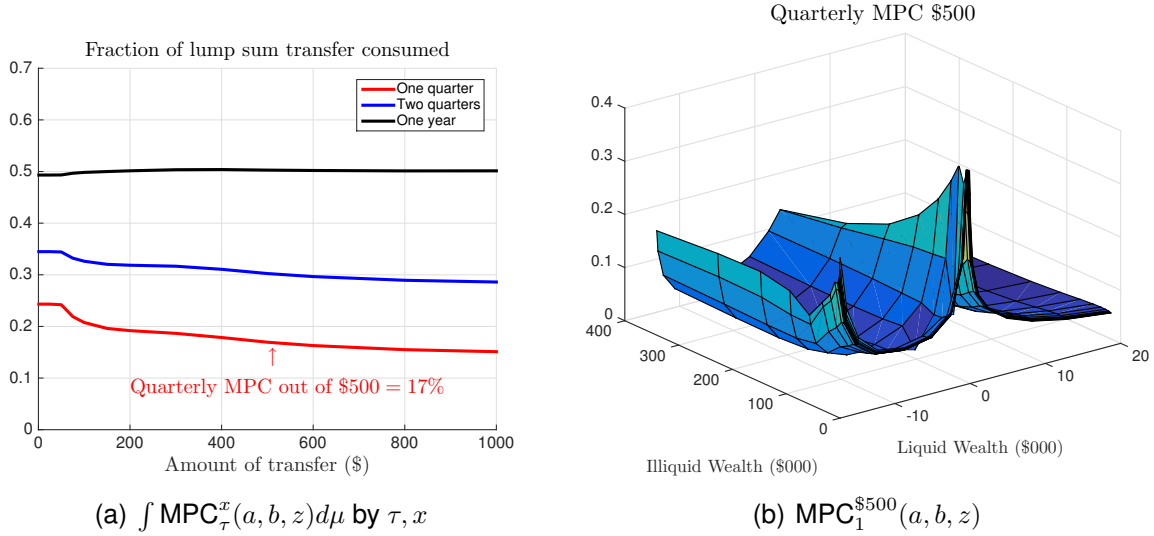 Fraction of lump sum transfer consumed
0.7
0.6
0.5
0.4
0.3
0.2
0.1
0
One quarter
Two quarters
One year
↑
Quarterly MPC out of $500 = 17%
0 200 400 600 800 1000
Amount of transfer ($)
(a) ∫ MPC^x_τ(a, b, z)dμ by τ, x
Quarterly MPC $500
0.4
0.3
0.2
0.1
0
400
300
200
100
0
-10
0
10
20
Illiquid Wealth ($000)
Liquid Wealth ($000)
(b) MPC^$500_1(a, b, z)